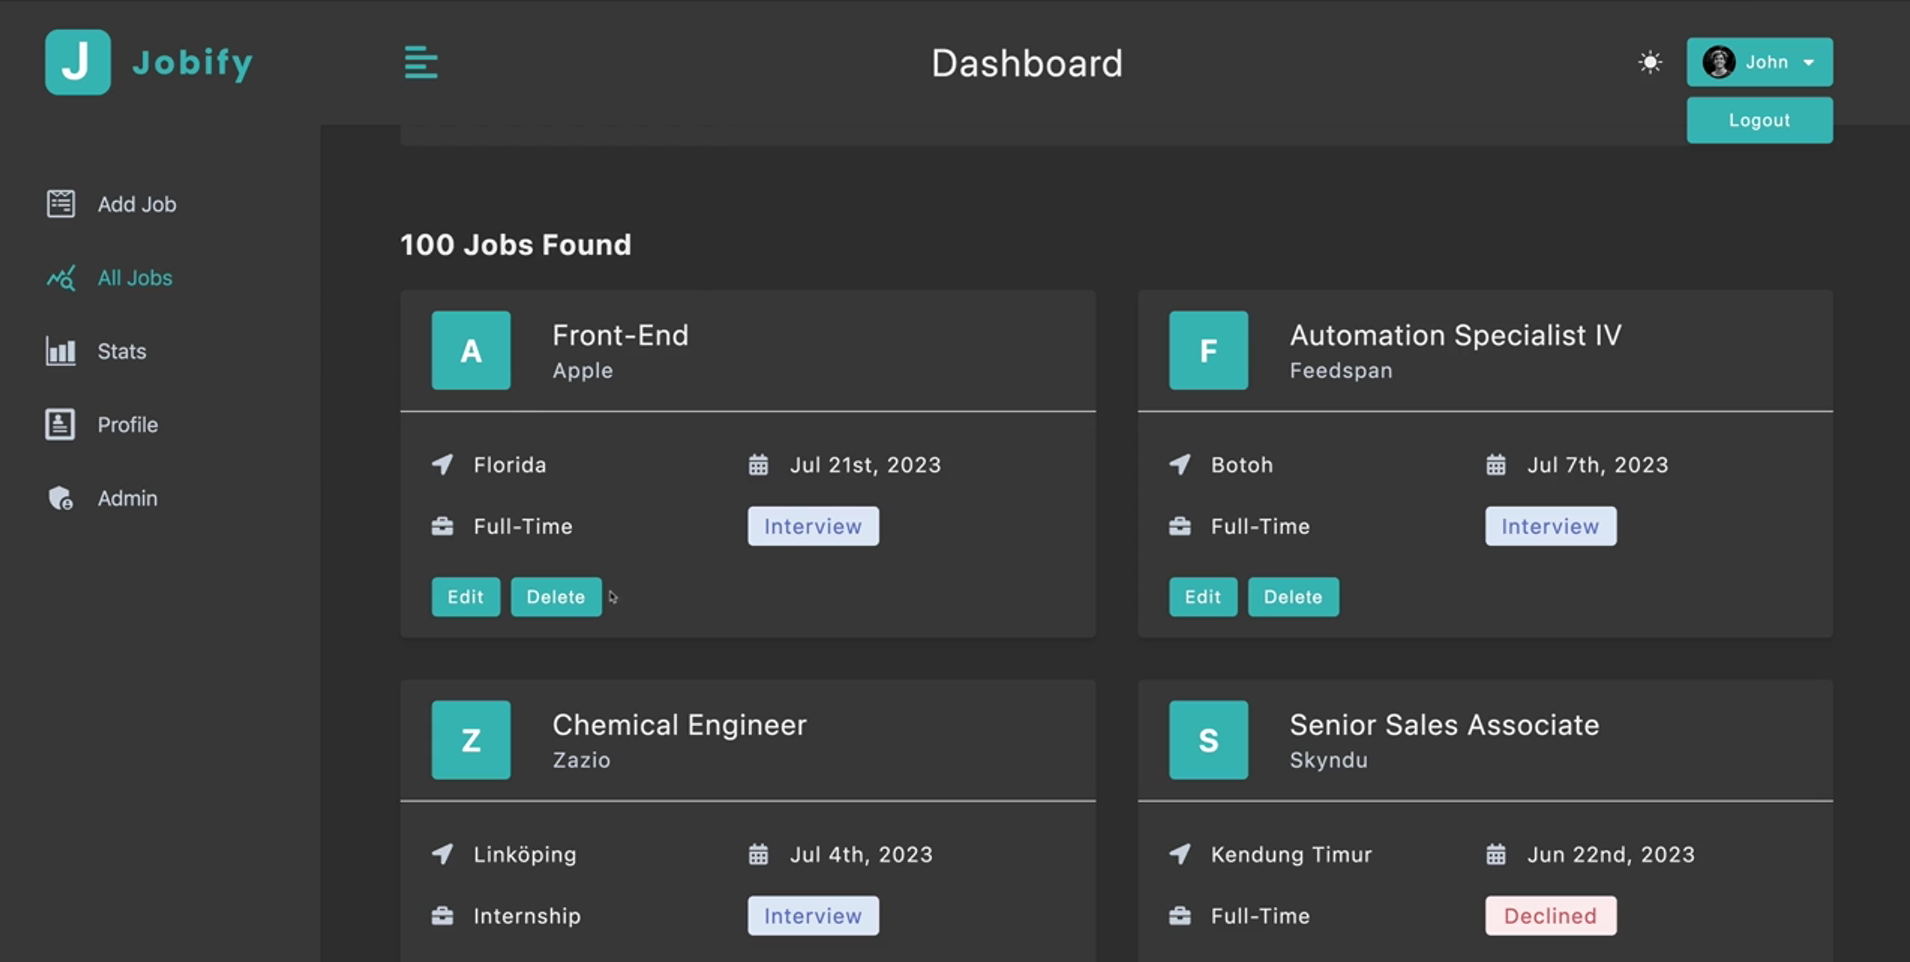 J Jobify
Dashboard
John
Logout
Add Job
All Jobs
Stats
Profile
Admin
100 Jobs Found
A
Front-End
Apple
Florida
Jul 21st, 2023
Full-Time
Interview
Edit
Delete
F
Automation Specialist IV
Feedspan
Botoh
Jul 7th, 2023
Full-Time
Interview
Edit
Delete
Z
Chemical Engineer
Zazio
Linköping
Jul 4th, 2023
Internship
Interview
S
Senior Sales Associate
Skyndu
Kendung Timur
Jun 22nd, 2023
Full-Time
Declined